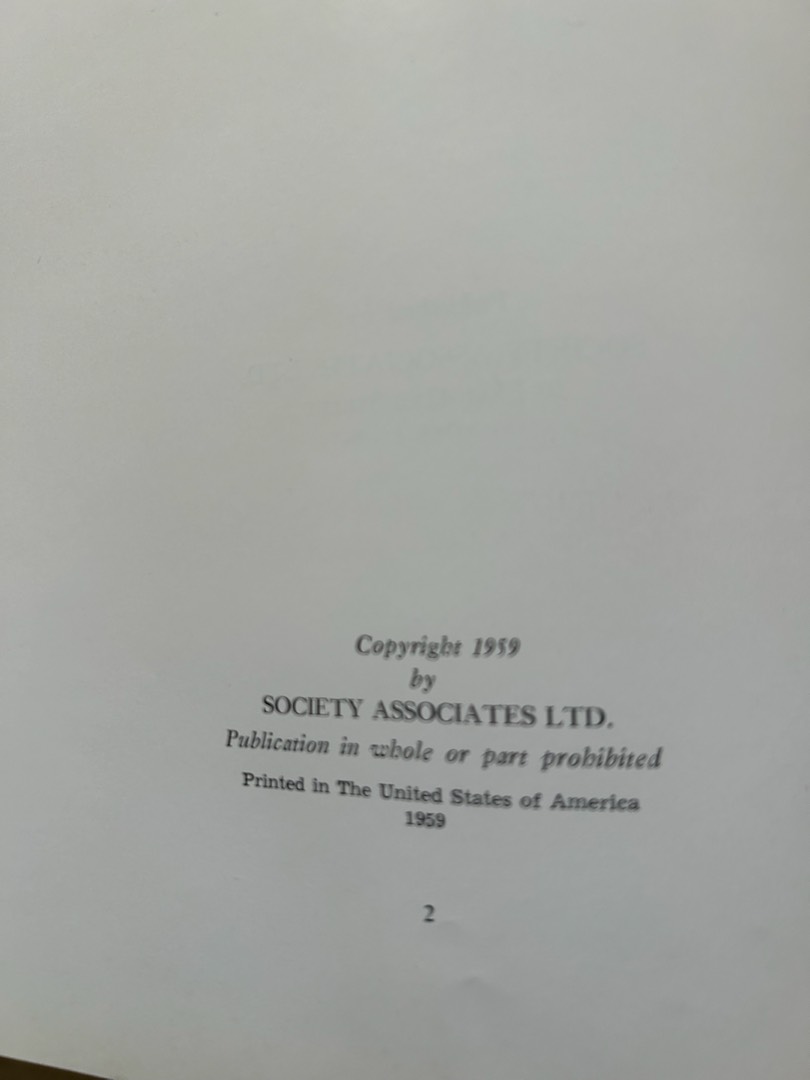 Copyright 1959
by
SOCIETY ASSOCIATES LTD.
Publication in whole or part prohibited
Printed in The United States of America
1959
2